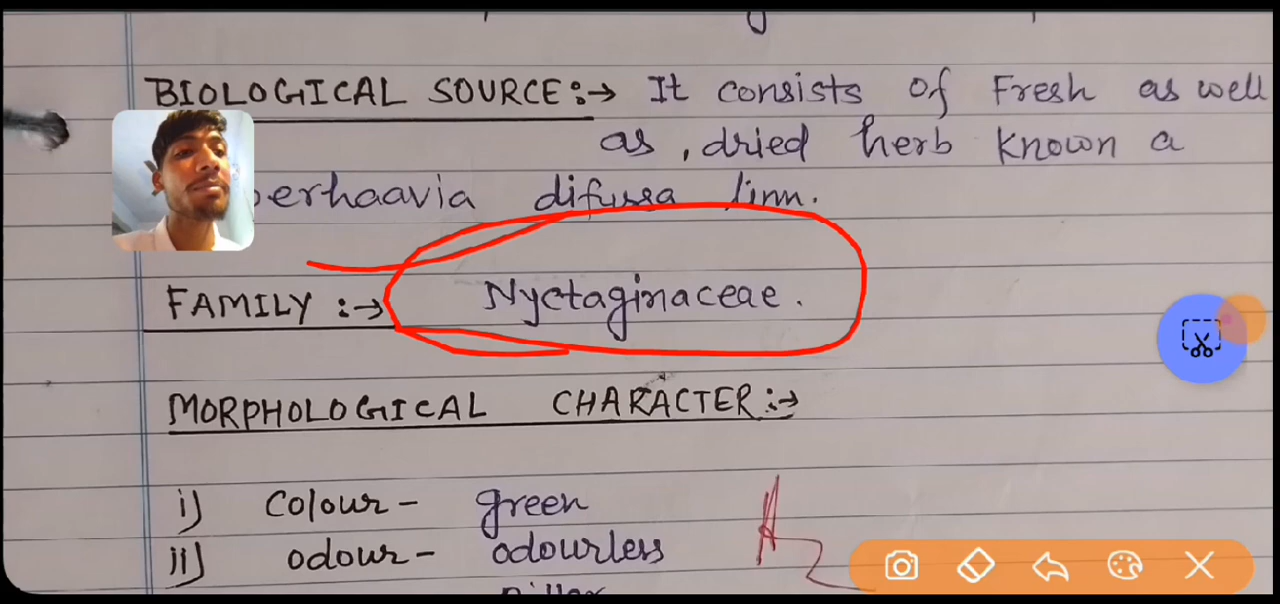 BIOLOGICAL SOURCE:→ It consists of Fresh as well
as, dried herb known a
erhaavia difussa linn.
FAMILY :→ Nyctaginaceae.
MORPHOLOGICAL CHARACTER:→
i) Colour - green
ii) odour - odourless